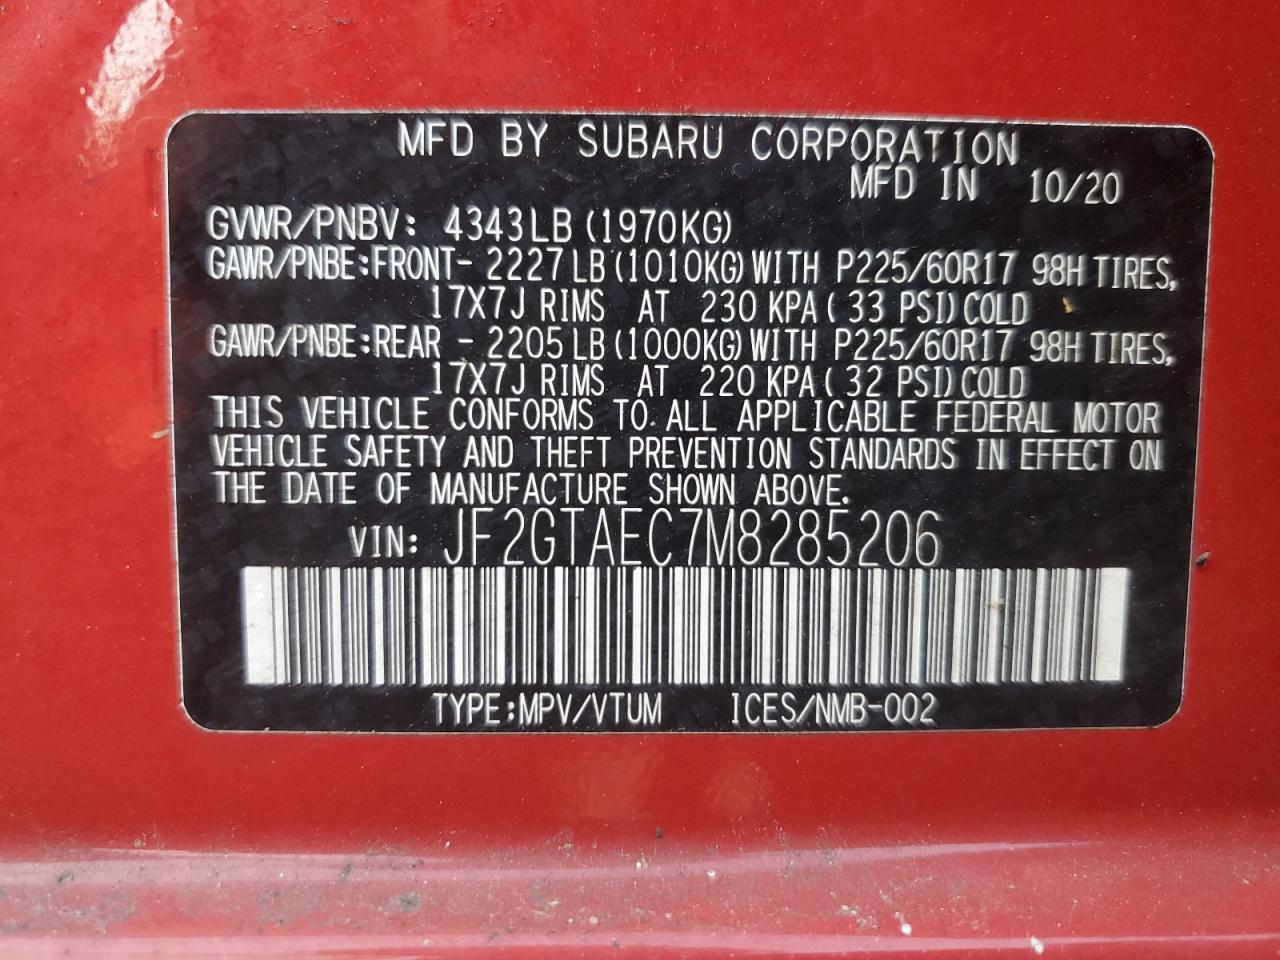 MFD BY SUBARU CORPORATION
MFD IN 10/20
GVWR/PNBV: 4343LB (1970KG)
GAWR/PNBE:FRONT- 2227 LB (1010KG) WITH P225/60R17 98H TIRES,
17X7J RIMS AT 230 KPA ( 33 PSI) COLD
GAWR/PNBE:REAR - 2205 LB (1000KG) WITH P225/60R17 98H TIRES,
17X7J RIMS AT 220 KPA ( 32 PSI) COLD
THIS VEHICLE CONFORMS TO ALL APPLICABLE FEDERAL MOTOR
VEHICLE SAFETY AND THEFT PREVENTION STANDARDS IN EFFECT ON
THE DATE OF MANUFACTURE SHOWN ABOVE.
VIN: JF2GTAEC7M8285206
TYPE:MPV/VTUM ICES/NMB-002